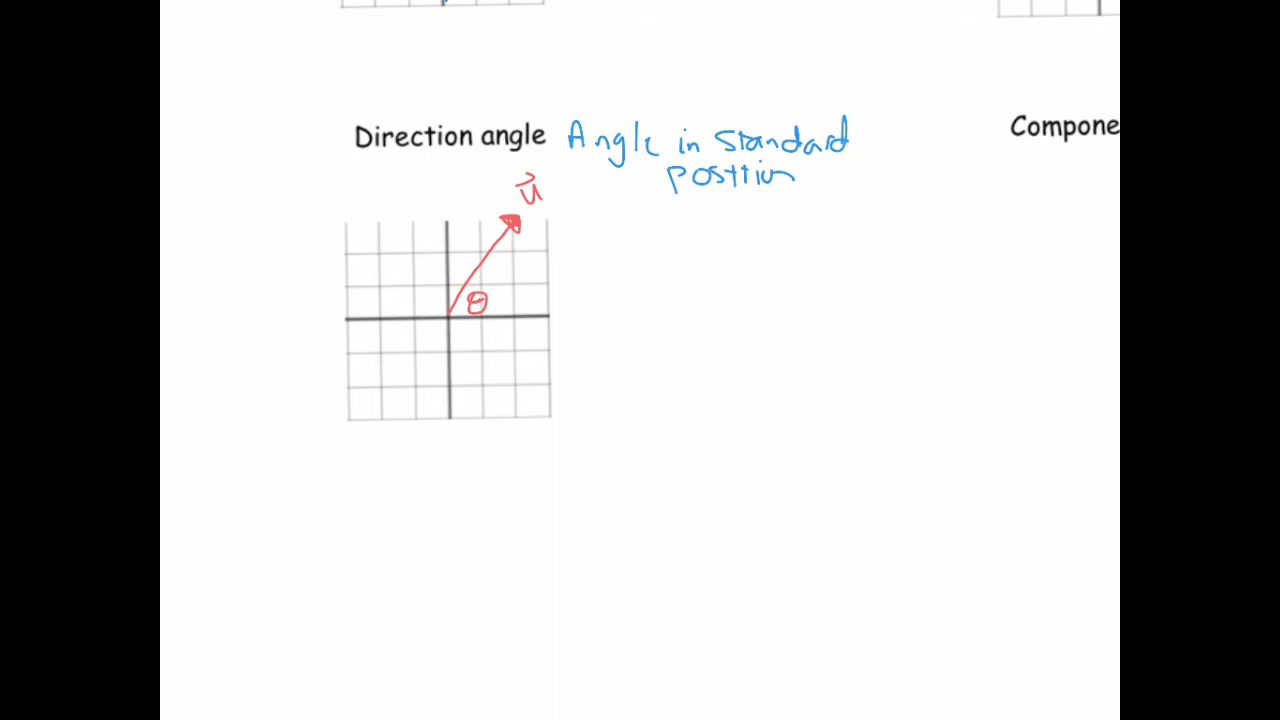 Direction angle Angle in standard
position
Compone
u⃗
θ